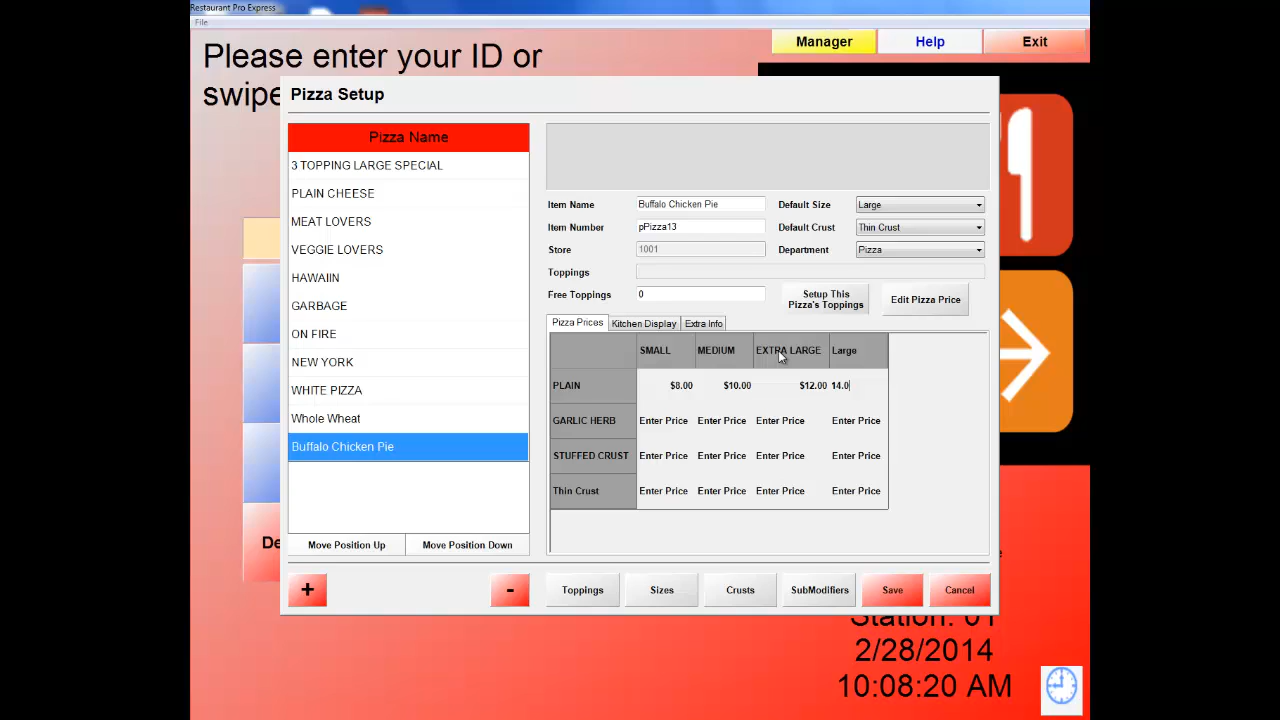 Restaurant Pro Express
File
Please enter your ID or
swipe
Manager
Help
Exit
Pizza Setup
Pizza Name
3 TOPPING LARGE SPECIAL
PLAIN CHEESE
MEAT LOVERS
VEGGIE LOVERS
HAWAIIN
GARBAGE
ON FIRE
NEW YORK
WHITE PIZZA
Whole Wheat
Buffalo Chicken Pie
Move Position Up
Move Position Down
Item Name Buffalo Chicken Pie Default Size Large
Item Number pPizza13 Default Crust Thin Crust
Store 1001 Department Pizza
Toppings
Free Toppings 0
Setup This
Pizza's Toppings
Edit Pizza Price
Pizza Prices Kitchen Display Extra Info
SMALL MEDIUM EXTRA LARGE Large
PLAIN $8.00 $10.00 $12.00 14.0
GARLIC HERB Enter Price Enter Price Enter Price Enter Price
STUFFED CRUST Enter Price Enter Price Enter Price Enter Price
Thin Crust Enter Price Enter Price Enter Price Enter Price
+
-
Toppings
Sizes
Crusts
SubModifiers
Save
Cancel
De
Station: 01
2/28/2014
10:08:20 AM